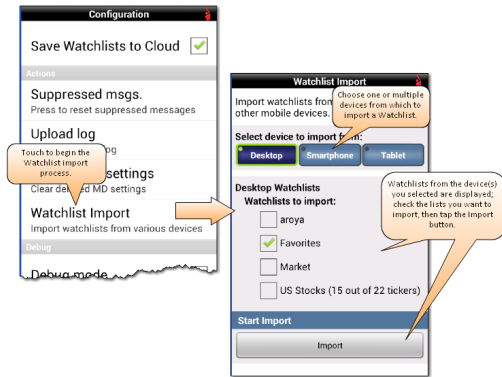 Configuration
Save Watchlists to Cloud
Actions
Suppressed msgs.
Press to reset suppressed messages
Upload log
og
Touch to begin the
Watchlist import
process.
settings
Clear MD settings
Watchlist Import
Import watchlists from various devices
Debug
Debug mode
Watchlist Import
Import watchlists from
other mobile devices.
Choose one or multiple
devices from which to
import a Watchlist.
Select device to import from:
Desktop
Smartphone
Tablet
Watchlists from the device(s)
you selected are displayed;
check the lists you want to
import, then tap the Import
button.
Desktop Watchlists
Watchlists to import:
aroya
Favorites
Market
US Stocks (15 out of 22 tickers)
Start Import
Import